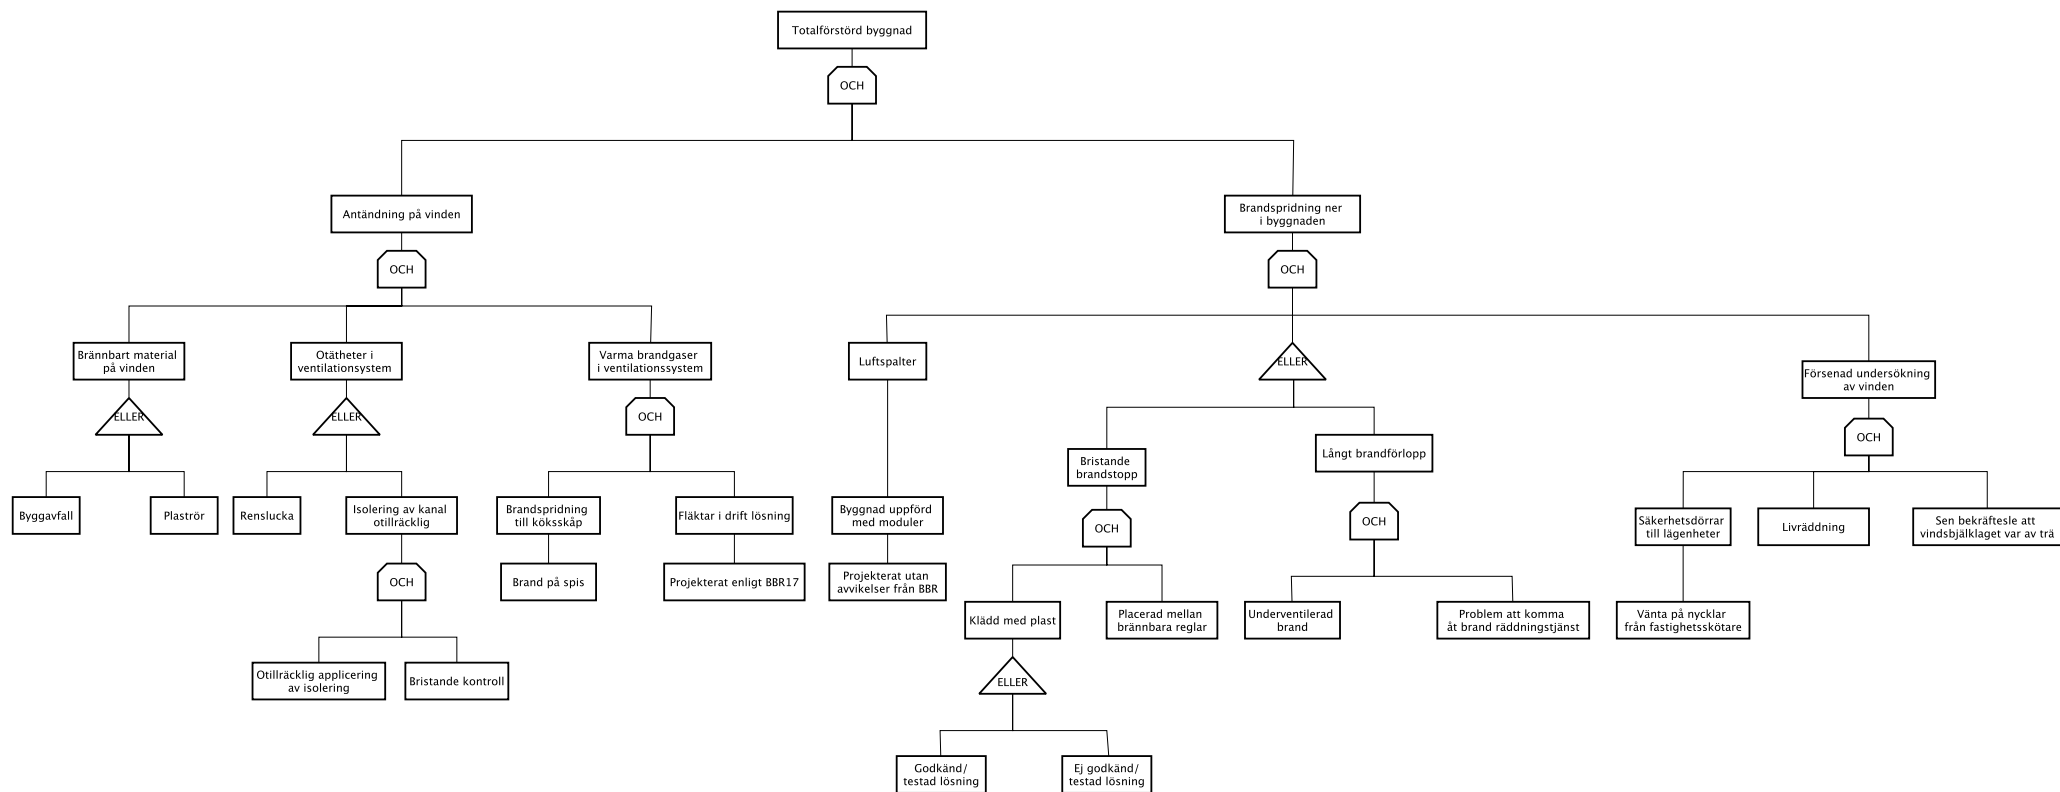 Totalförstörd byggnad
OCH
Antändning på vinden
Brandspridning ner
i byggnaden
OCH
OCH
Brännbart material
på vinden
Otätheter i
ventilationsystem
Varma brandgaser
i ventilationssystem
Luftspalter
ELLER
Försenad undersökning
av vinden
ELLER
ELLER
OCH
OCH
Bristande
brandstopp
Långt brandförlopp
Byggavfall
Plaströr
Renslucka
Isolering av kanal
otillräcklig
Brandspridning
till köksskåp
Fläktar i drift lösning
Byggnad uppförd
med moduler
OCH
OCH
Säkerhetsdörrar
till lägenheter
Livräddning
Sen bekräftesle att
vindsbjälklaget var av trä
OCH
Brand på spis
Projekterat enligt BBR17
Projekterat utan
avvikelser från BBR
Klädd med plast
Placerad mellan
brännbara reglar
Underventilerad
brand
Problem att komma
åt brand räddningstjänst
Vänta på nycklar
från fastighetsskötare
Otillräcklig applicering
av isolering
Bristande kontroll
ELLER
Godkänd/
testad lösning
Ej godkänd/
testad lösning